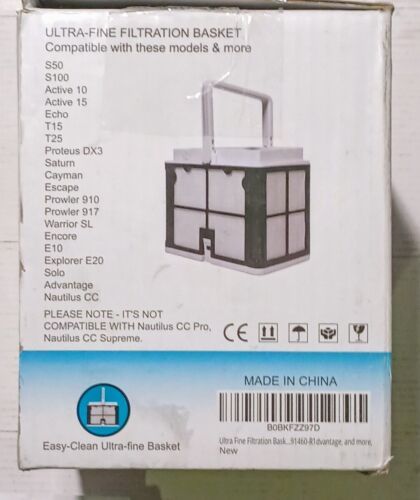 ULTRA-FINE FILTRATION BASKET
Compatible with these models & more
S50
S100
Active 10
Active 15
Echo
T15
T25
Proteus DX3
Saturn
Cayman
Escape
Prowler 910
Prowler 917
Warrior SL
Encore
E10
Explorer E20
Solo
Advantage
Nautilus CC
PLEASE NOTE - IT'S NOT
COMPATIBLE WITH Nautilus CC Pro,
Nautilus CC Supreme.
CE
MADE IN CHINA
B0BKFZZ97D
Ultra Fine Filtration Bask...91460-R1dvantage, and more,
New
Easy-Clean Ultra-fine Basket